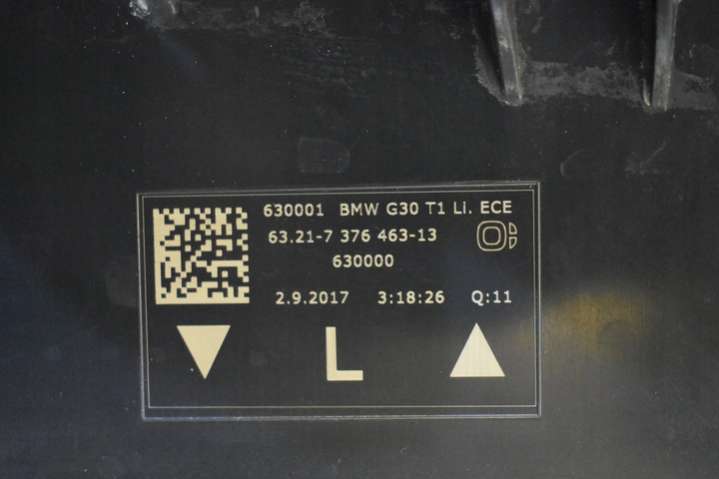 630001 BMW G30 T1 Li. ECE
63.21-7 376 463-13
630000
2.9.2017 3:18:26 Q:11
L